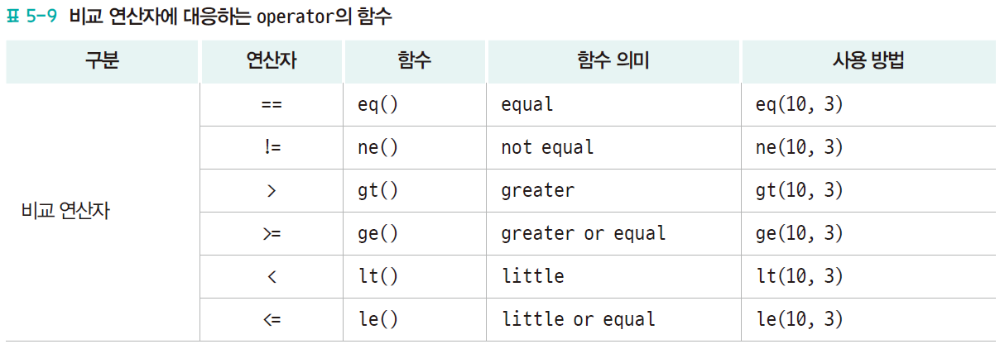 표 5-9 비교 연산자에 대응하는 operator의 함수
구분 연산자 함수 함수 의미 사용 방법
== eq() equal eq(10, 3)
!= ne() not equal ne(10, 3)
> gt() greater gt(10, 3)
비교 연산자
>= ge() greater or equal ge(10, 3)
< lt() little lt(10, 3)
<= le() little or equal le(10, 3)